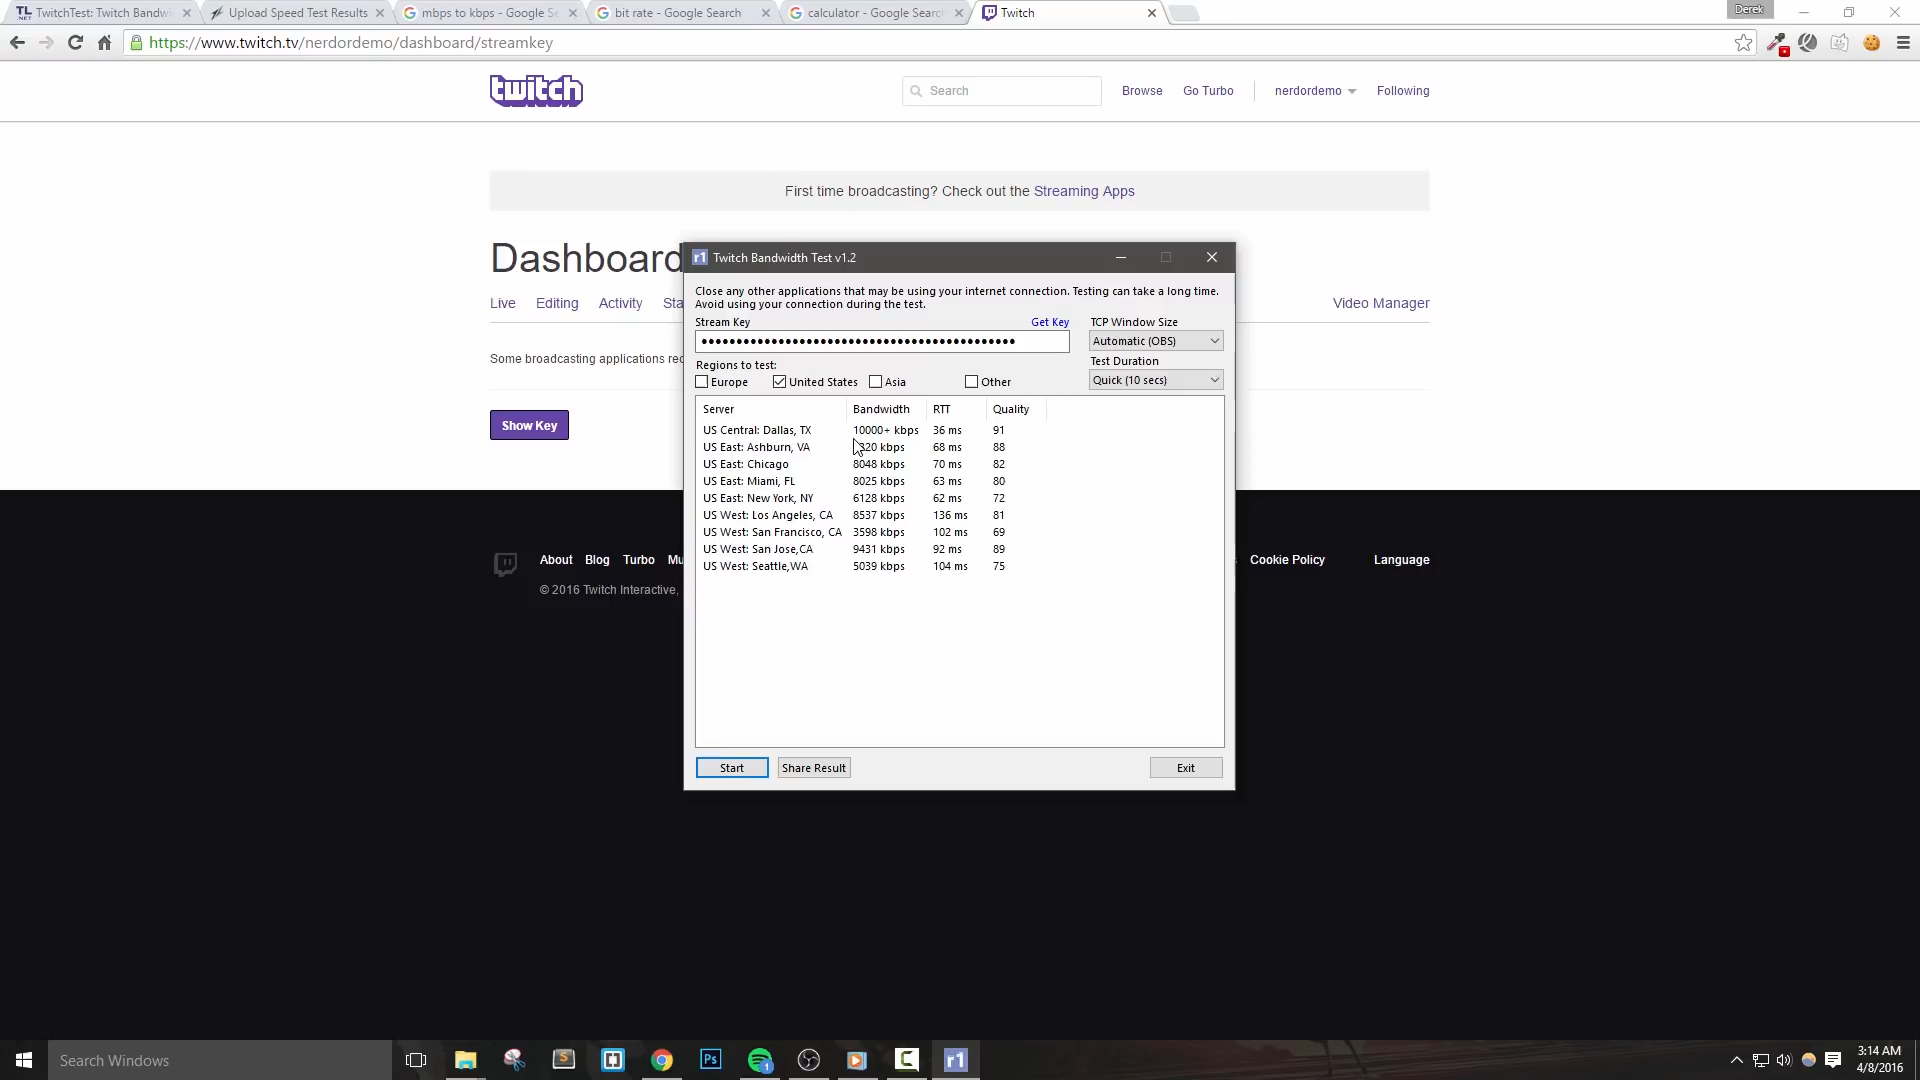 TL TwitchTest: Twitch Bandwi
.NET
Upload Speed Test Results
mbps to kbps - Google Se
bit rate - Google Search
calculator - Google Search
Twitch
Derek
https://www.twitch.tv/nerdordemo/dashboard/streamkey
twitch
Search
Browse
Go Turbo
nerdordemo
Following
First time broadcasting? Check out the Streaming Apps
Dashboard
Live
Editing
Activity
Sta
Video Manager
Some broadcasting applications req
Show Key
r1 Twitch Bandwidth Test v1.2
Close any other applications that may be using your internet connection. Testing can take a long time.
Avoid using your connection during the test.
Stream Key
Get Key
TCP Window Size
Automatic (OBS)
Regions to test:
Test Duration
Europe
United States
Asia
Other
Quick (10 secs)
Server Bandwidth RTT Quality
US Central: Dallas, TX 10000+ kbps 36 ms 91
US East: Ashburn, VA 320 kbps 68 ms 88
US East: Chicago 8048 kbps 70 ms 82
US East: Miami, FL 8025 kbps 63 ms 80
US East: New York, NY 6128 kbps 62 ms 72
US West: Los Angeles, CA 8537 kbps 136 ms 81
US West: San Francisco, CA 3598 kbps 102 ms 69
US West: San Jose,CA 9431 kbps 92 ms 89
US West: Seattle,WA 5039 kbps 104 ms 75
Start
Share Result
Exit
About
Blog
Turbo
Mu
Cookie Policy
Language
© 2016 Twitch Interactive,
Search Windows
S
Ps
1
C
r1
3:14 AM
4/8/2016